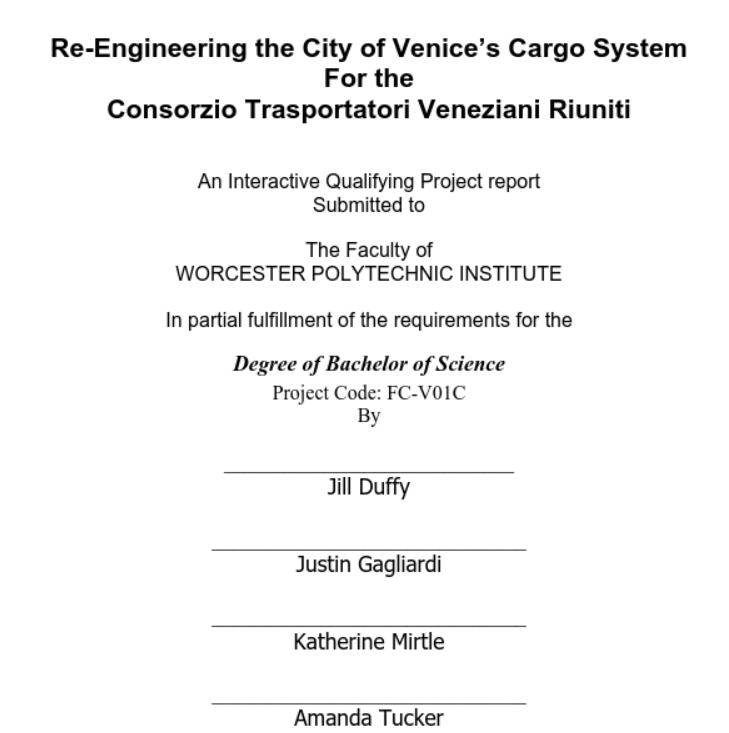 Re-Engineering the City of Venice's Cargo System
For the
Consorzio Trasportatori Veneziani Riuniti
An Interactive Qualifying Project report
Submitted to
The Faculty of
WORCESTER POLYTECHNIC INSTITUTE
In partial fulfillment of the requirements for the
Degree of Bachelor of Science
Project Code: FC-V01C
By
Jill Duffy
Justin Gagliardi
Katherine Mirtle
Amanda Tucker